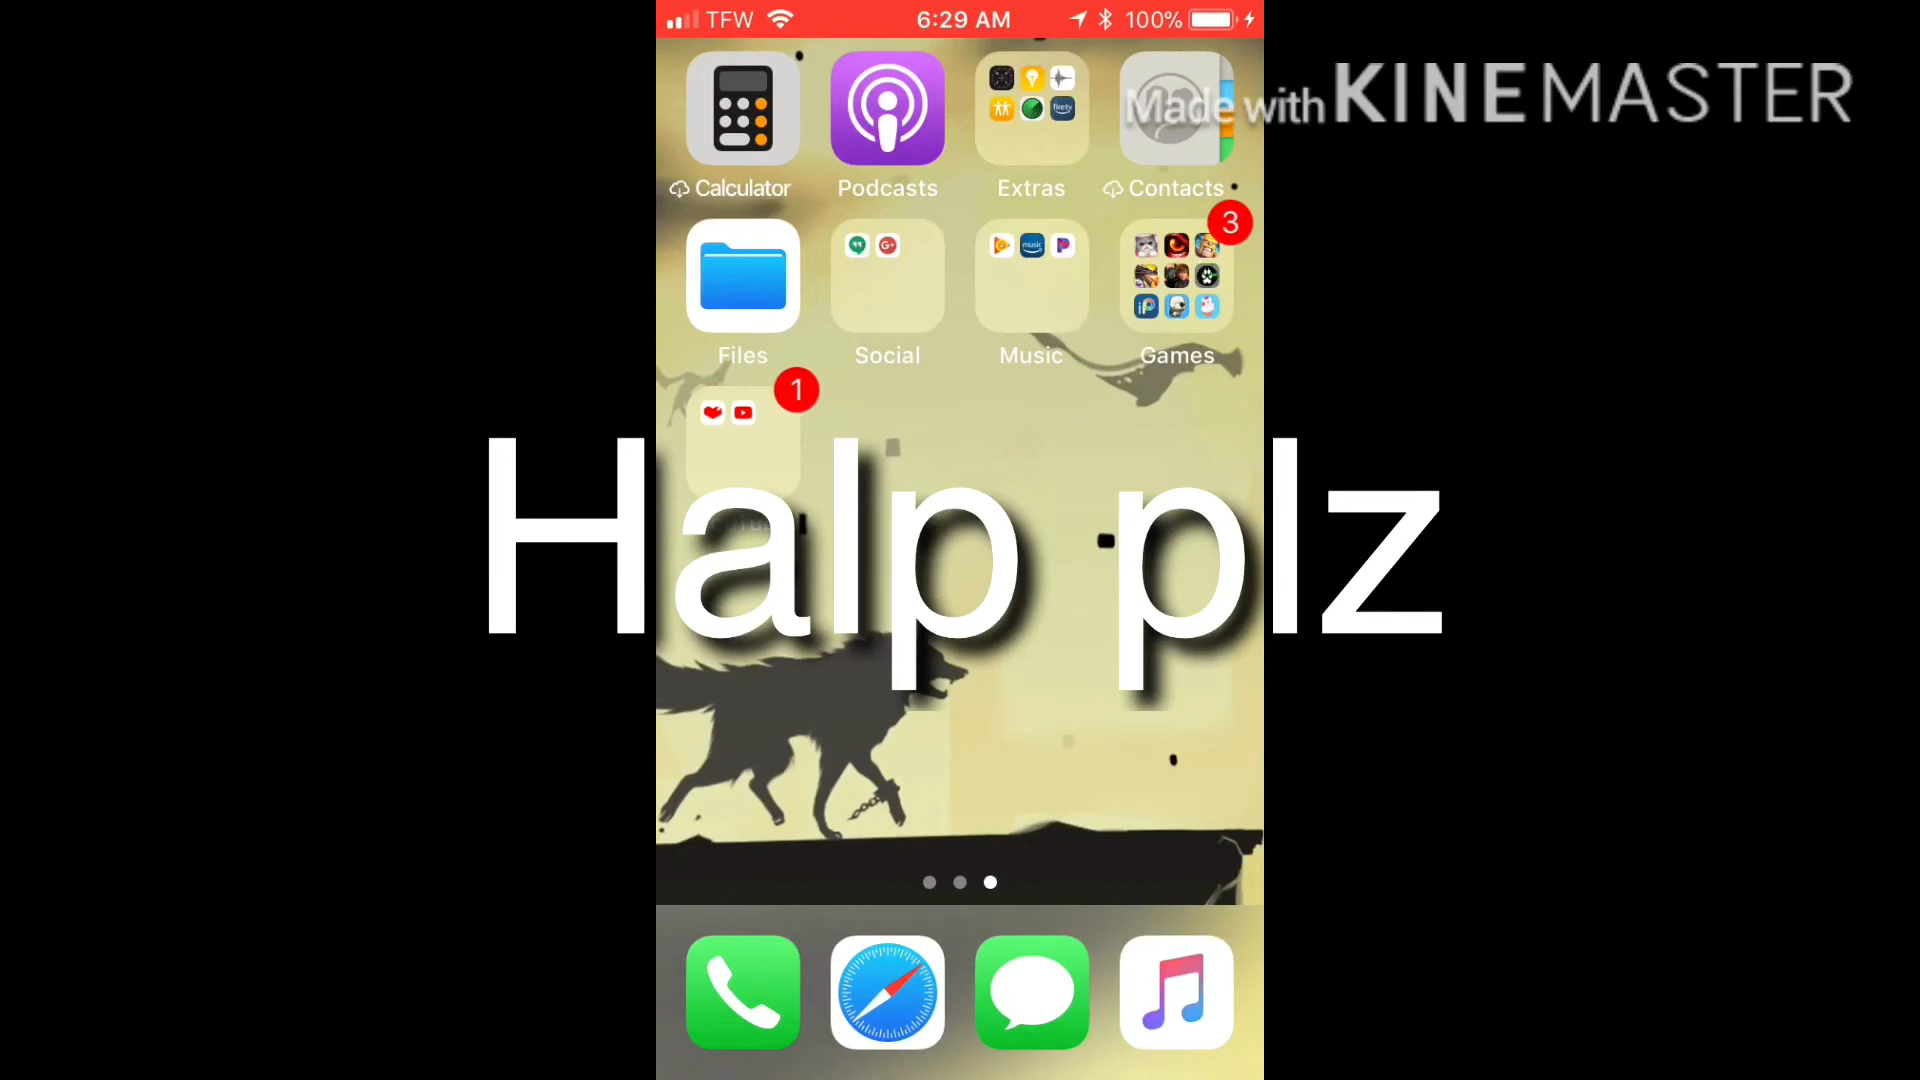 TFW 6:29 AM 100%
Made with KINEMASTER
Calculator Podcasts Extras Contacts
3
Files Social Music Games
1
Halp plz